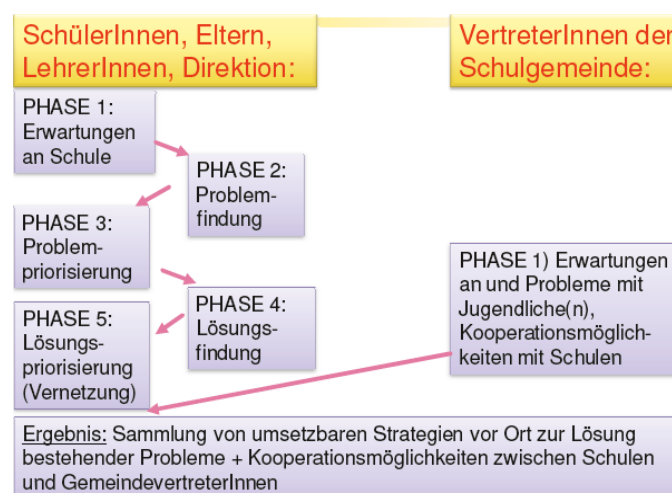 SchülerInnen, Eltern,
LehrerInnen, Direktion:
VertreterInnen der
Schulgemeinde:
PHASE 1:
Erwartungen
an Schule
PHASE 2:
Problem-
findung
PHASE 3:
Problem-
priorisierung
PHASE 4:
Lösungs-
findung
PHASE 5:
Lösungs-
priorisierung
(Vernetzung)
PHASE 1) Erwartungen
an und Probleme mit
Jugendliche(n),
Kooperationsmöglich-
keiten mit Schulen
Ergebnis: Sammlung von umsetzbaren Strategien vor Ort zur Lösung
bestehender Probleme + Kooperationsmöglichkeiten zwischen Schulen
und GemeindevertreterInnen